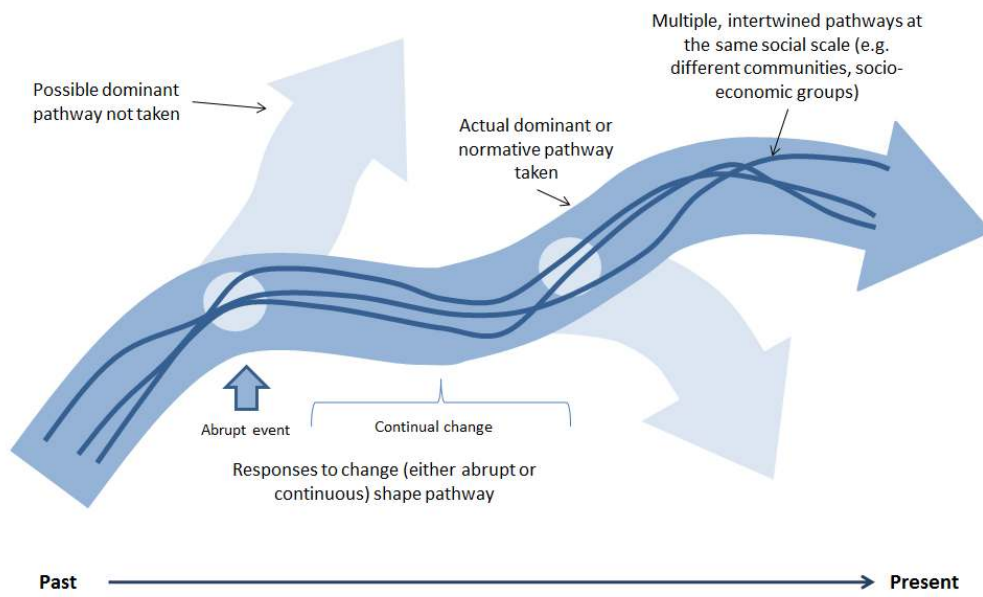 Multiple, intertwined pathways at
the same social scale (e.g.
different communities, socio-
economic groups)
Possible dominant
pathway not taken
Actual dominant or
normative pathway
taken
Abrupt event
Continual change
Responses to change (either abrupt or
continuous) shape pathway
Past
Present